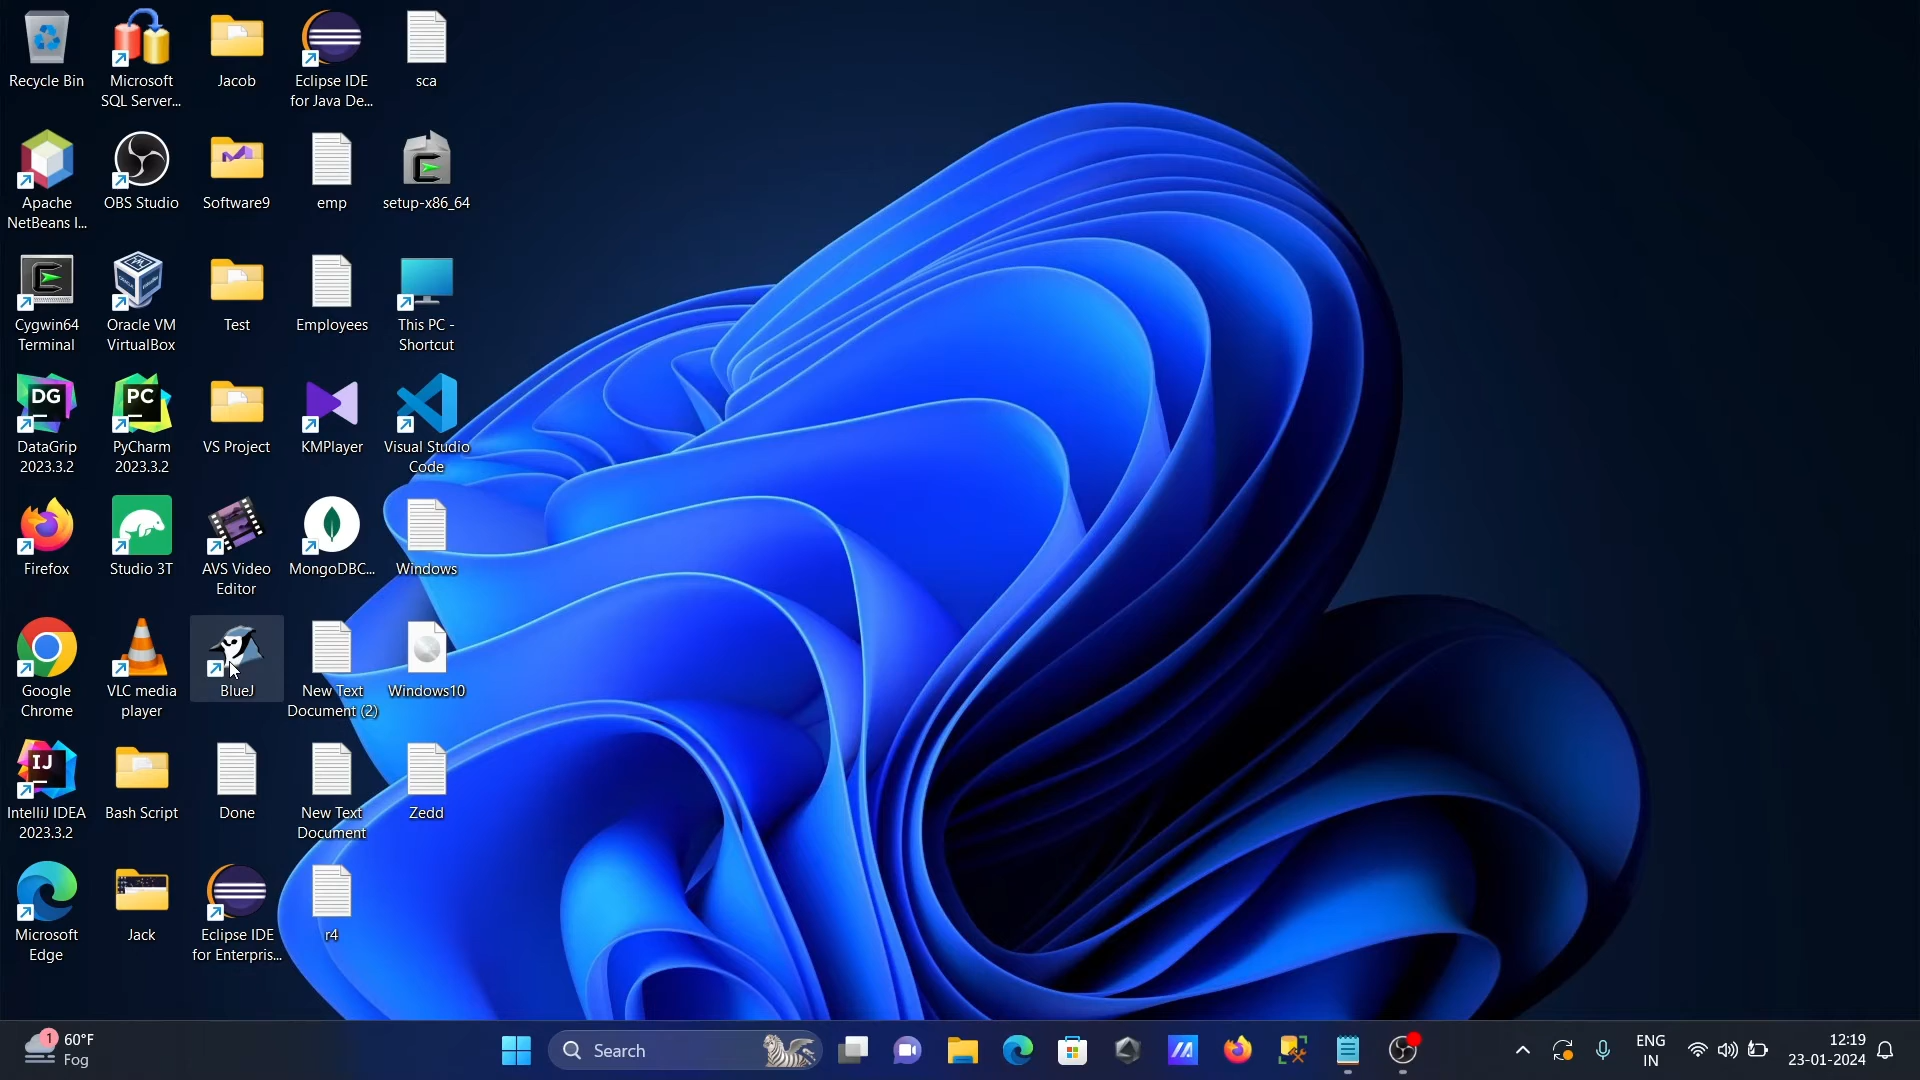 Recycle Bin
Microsoft
SQL Server...
Jacob
Eclipse IDE
for Java De...
sca
Apache
NetBeans I...
OBS Studio
Software9
emp
setup-x86_64
Cygwin64
Terminal
Oracle VM
VirtualBox
Test
Employees
This PC -
Shortcut
DG
DataGrip
2023.3.2
PC
PyCharm
2023.3.2
VS Project
KMPlayer
Visual Studio
Code
Firefox
Studio 3T
AVS Video
Editor
MongoDBC...
Windows
Google
Chrome
VLC media
player
BlueJ
New Text
Document (2)
Windows10
IJ
IntelliJ IDEA
2023.3.2
Bash Script
Done
New Text
Document
Zedd
Microsoft
Edge
Jack
Eclipse IDE
for Enterpris...
r4
1
60°F
Fog
Search
ENG
IN
12:19
23-01-2024